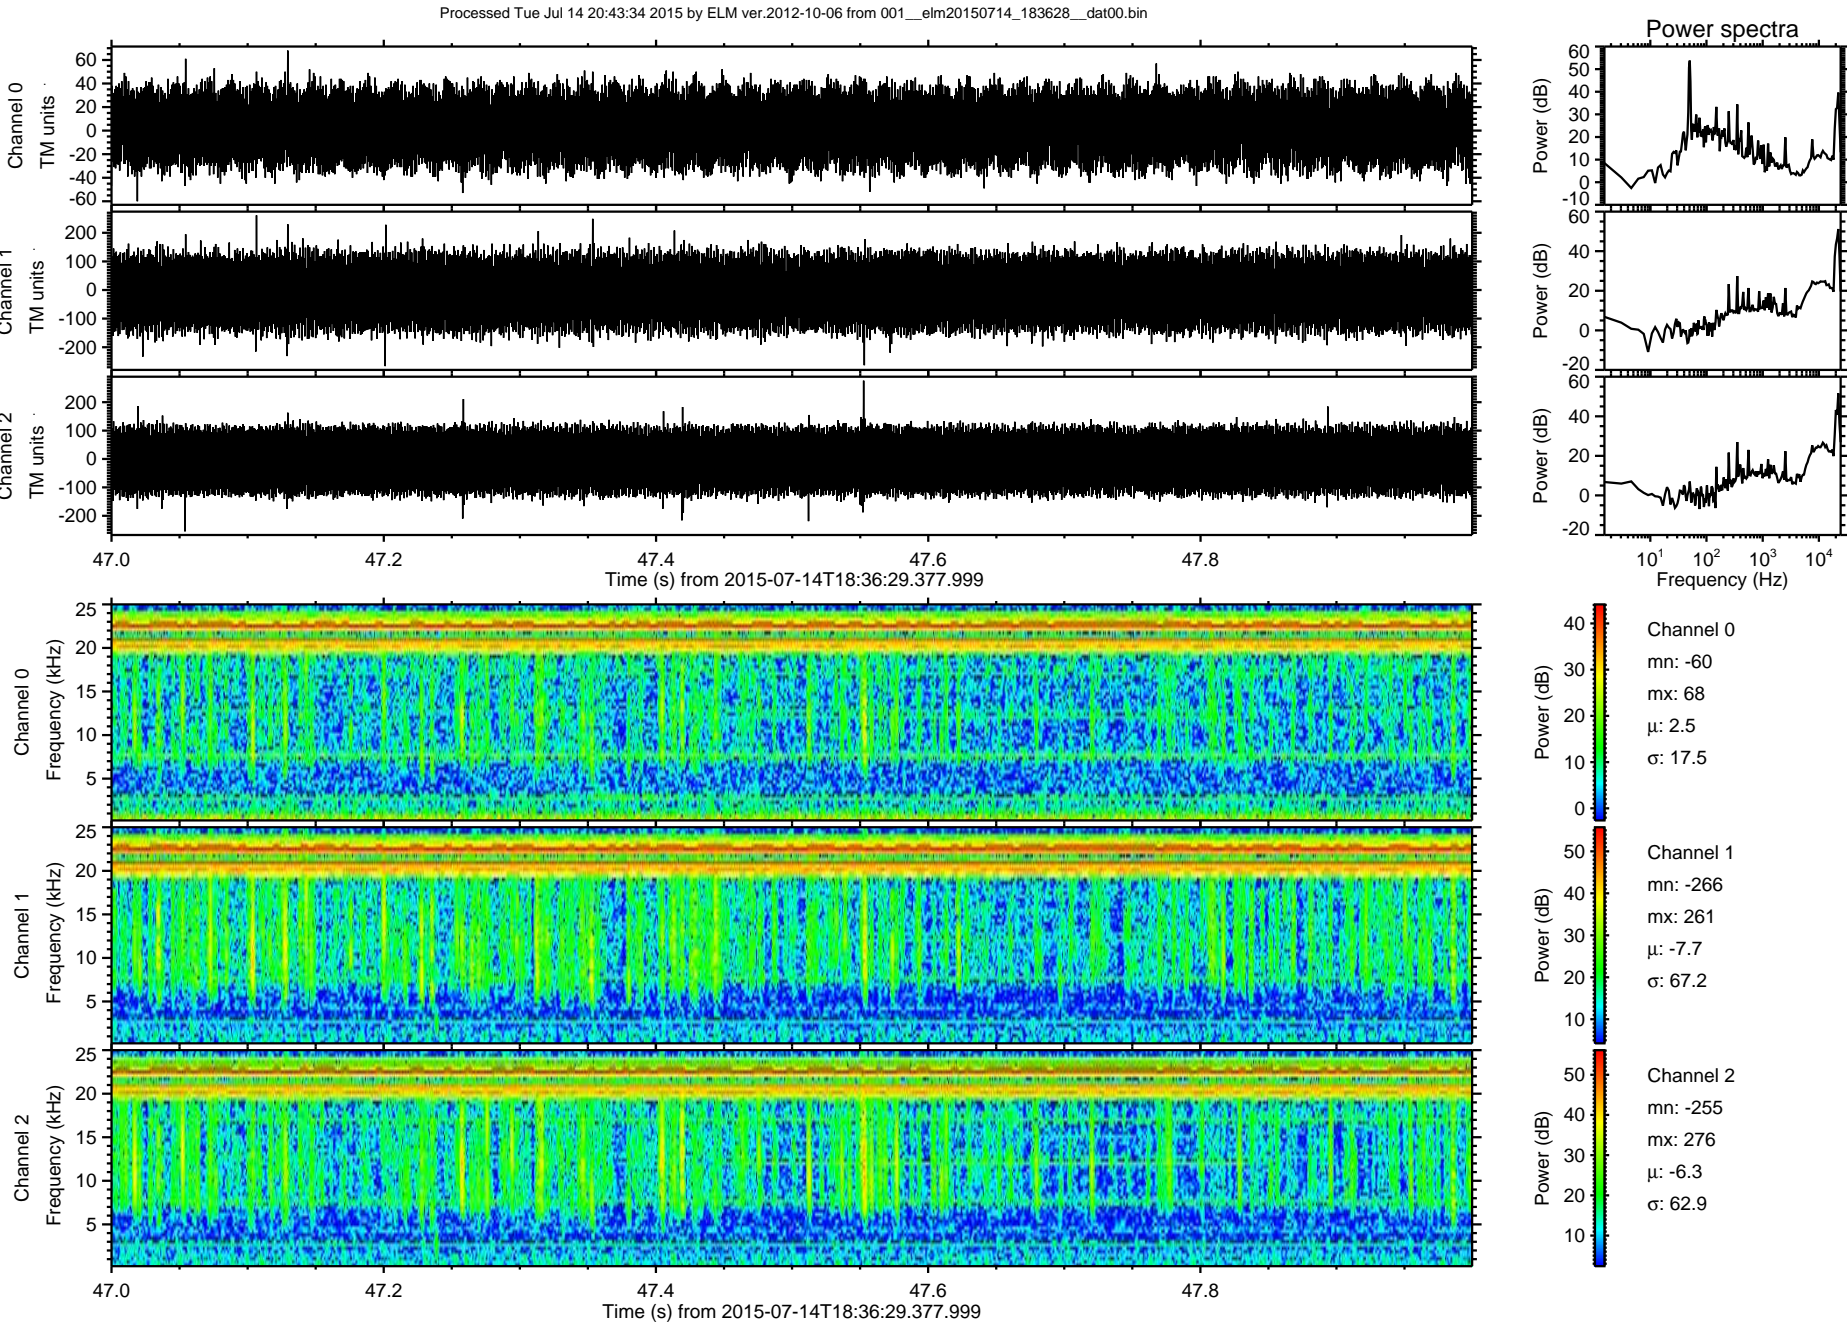 Processed Tue Jul 14 20:43:34 2015 by ELM ver.2012-10-06 from 001__elm20150714_183628__dat00.bin
Power spectra
Channel 0
TM units
60
40
20
0
-20
-40
-60
Power (dB)
60
50
40
30
20
10
0
-10
Channel 1
TM units
200
100
0
-100
-200
Power (dB)
60
40
20
0
-20
Channel 2
TM units
200
100
0
-100
-200
Power (dB)
60
40
20
0
-20
47.0 47.2 47.4 47.6 47.8
Time (s) from 2015-07-14T18:36:29.377.999
10¹ 10² 10³ 10⁴
Frequency (Hz)
Channel 0
Frequency (kHz)
25
20
15
10
5
Power (dB)
40
30
20
10
0
Channel 0
mn: -60
mx: 68
μ: 2.5
σ: 17.5
Channel 1
Frequency (kHz)
25
20
15
10
5
Power (dB)
50
40
30
20
10
Channel 1
mn: -266
mx: 261
μ: -7.7
σ: 67.2
Channel 2
Frequency (kHz)
25
20
15
10
5
Power (dB)
50
40
30
20
10
Channel 2
mn: -255
mx: 276
μ: -6.3
σ: 62.9
47.0 47.2 47.4 47.6 47.8
Time (s) from 2015-07-14T18:36:29.377.999